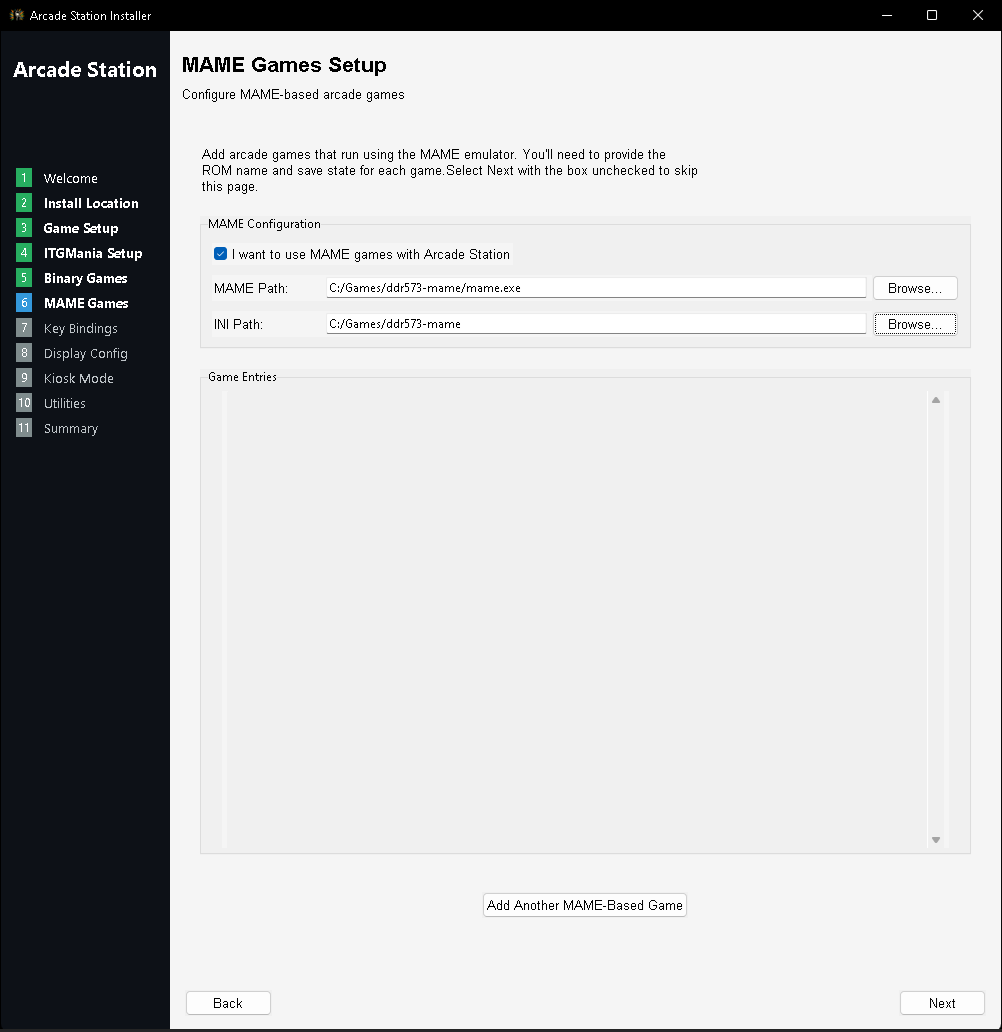 Arcade Station Installer
Arcade Station
1 Welcome
2 Install Location
3 Game Setup
4 ITGMania Setup
5 Binary Games
6 MAME Games
7 Key Bindings
8 Display Config
9 Kiosk Mode
10 Utilities
11 Summary
MAME Games Setup
Configure MAME-based arcade games
Add arcade games that run using the MAME emulator. You'll need to provide the
ROM name and save state for each game.Select Next with the box unchecked to skip
this page.
MAME Configuration
I want to use MAME games with Arcade Station
MAME Path: C:/Games/ddr573-mame/mame.exe Browse...
INI Path: C:/Games/ddr573-mame Browse...
Game Entries
Add Another MAME-Based Game
Back Next